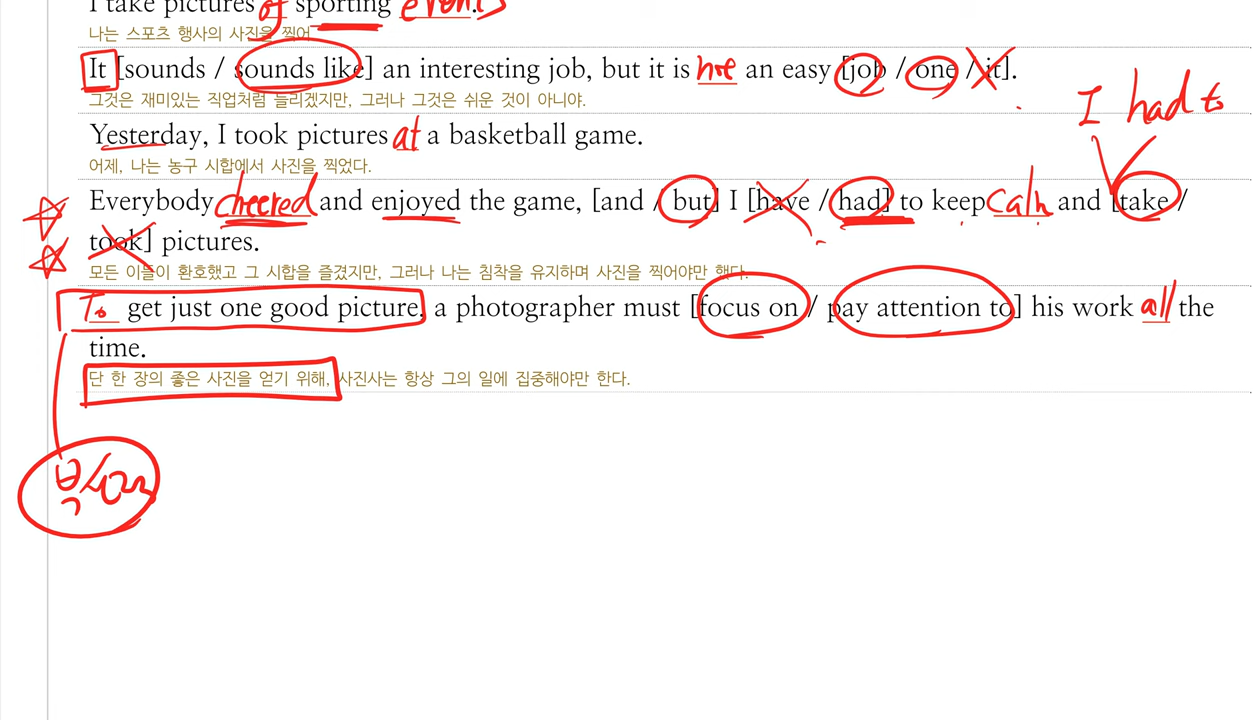 I take pictures of sporting events.
나는 스포츠 행사의 사진을 찍어
It [sounds / sounds like] an interesting job, but it is not an easy [job / one / it].
그것은 재미있는 직업처럼 들리겠지만, 그러나 그것은 쉬운 것이 아니야.
I had to
Yesterday, I took pictures at a basketball game.
어제, 나는 농구 시합에서 사진을 찍었다.
Everybody cheered and enjoyed the game, [and / but] I [have / had] to keep calm and [take /
took] pictures.
모든 이들이 환호했고 그 시합을 즐겼지만, 그러나 나는 침착을 유지하며 사진을 찍어야만 했다.
To get just one good picture, a photographer must [focus on / pay attention to] his work all the
time.
단 한 장의 좋은 사진을 얻기 위해, 사진사는 항상 그의 일에 집중해야만 한다.